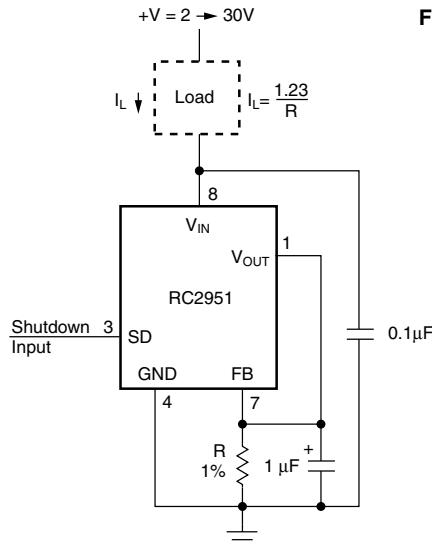 +V = 2 → 30V
F
I_L
Load
I_L= 1.23
R
8
V_IN
1
V_OUT
RC2951
Shutdown
Input
3
SD
0.1µF
GND
FB
4
7
R
1%
1 µF
+